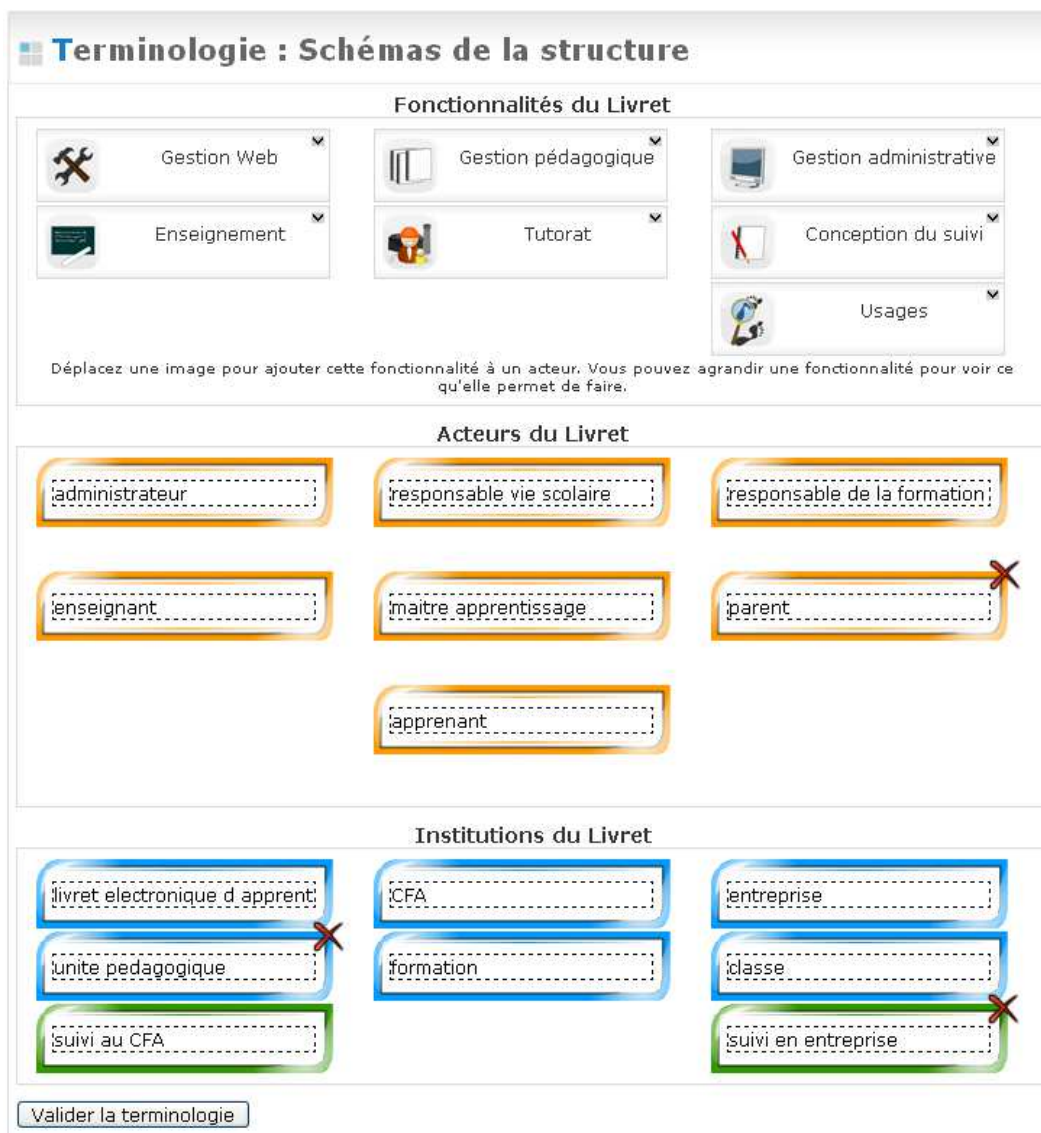 Terminologie : Schémas de la structure
Fonctionnalités du Livret
Gestion Web
Gestion pédagogique
Gestion administrative
Enseignement
Tutorat
Conception du suivi
Usages
Déplacez une image pour ajouter cette fonctionnalité à un acteur. Vous pouvez agrandir une fonctionnalité pour voir ce
qu'elle permet de faire.
Acteurs du Livret
administrateur
responsable vie scolaire
responsable de la formation
enseignant
maitre apprentissage
parent
apprenant
Institutions du Livret
livret electronique d apprent
CFA
entreprise
unite pedagogique
formation
classe
suivi au CFA
suivi en entreprise
Valider la terminologie